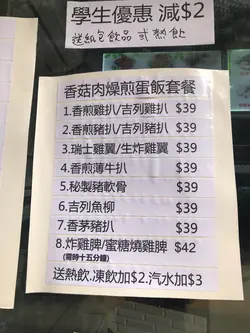 學生優惠 減$2
送紙包飲品 或 熱飲
香菇肉燥煎蛋飯套餐
1.香煎雞扒/吉列雞扒 $39
2.香煎豬扒/吉列豬扒 $39
3.瑞士雞翼/生炸雞翼 $39
4.香煎薄牛扒 $39
5.秘製豬軟骨 $39
6.吉列魚柳 $39
7.香茅豬扒 $39
8.炸雞脾/蜜糖燒雞脾 $42
(需時十五分鐘)
送熱飲.凍飲加$2.汽水加$3